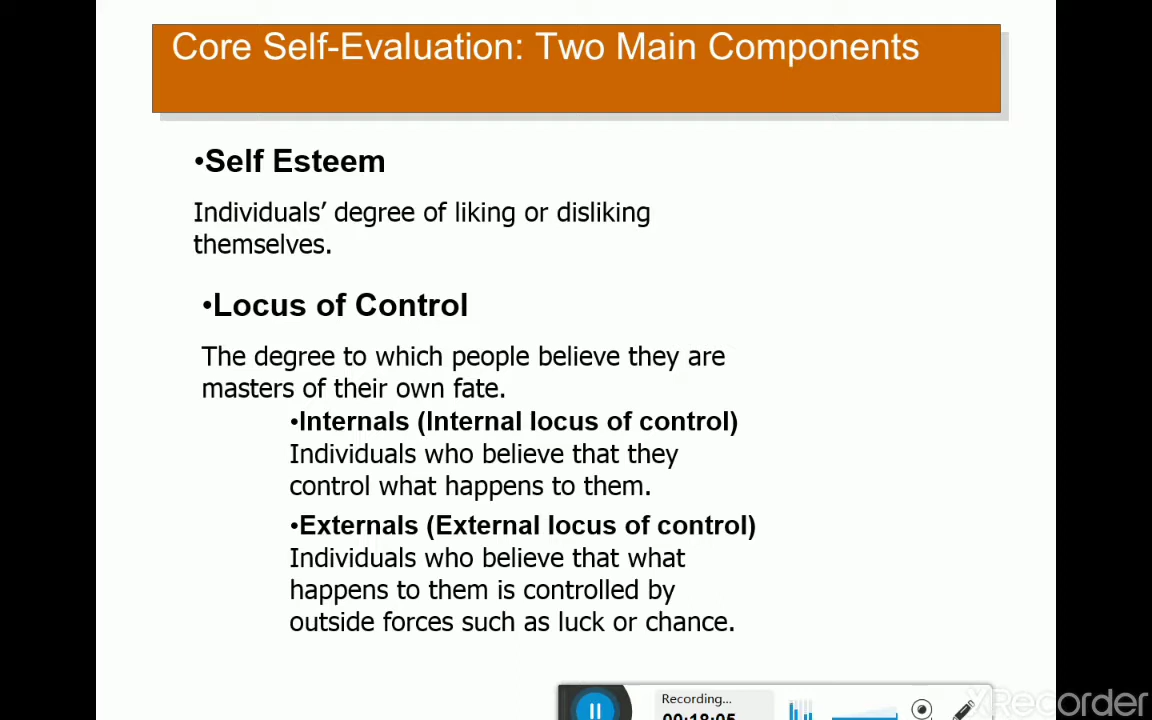 Core Self-Evaluation: Two Main Components
•Self Esteem
Individuals’ degree of liking or disliking
themselves.
•Locus of Control
The degree to which people believe they are
masters of their own fate.
•Internals (Internal locus of control)
Individuals who believe that they
control what happens to them.
•Externals (External locus of control)
Individuals who believe that what
happens to them is controlled by
outside forces such as luck or chance.
Recording...
00:18:05
XRecorder